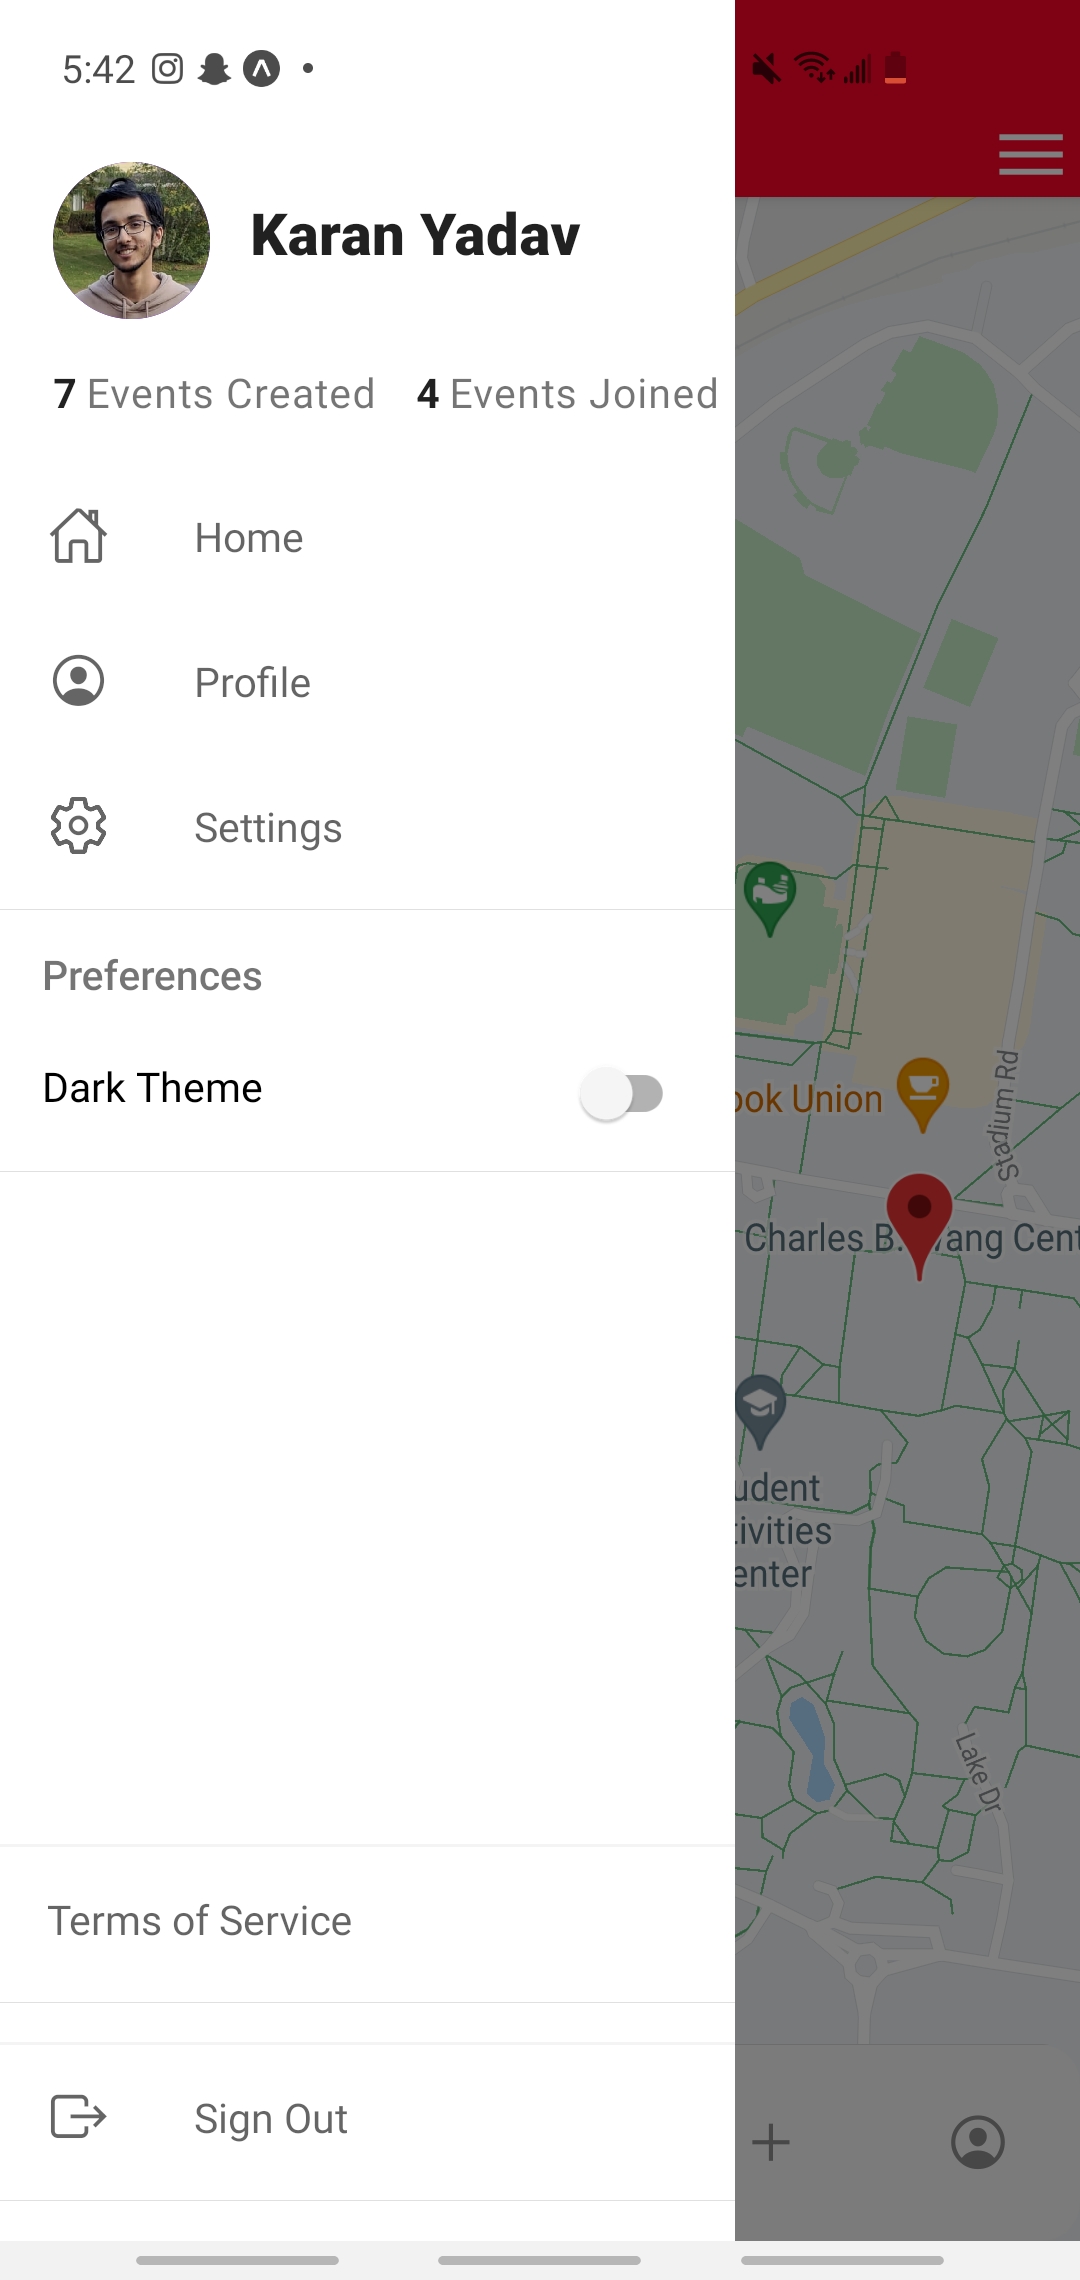 5:42
Karan Yadav
7 Events Created 4 Events Joined
Home
Profile
Settings
Preferences
Dark Theme
ook Union
Stadium Rd
Charles B. ang Cent
udent
tivities
enter
Lake Dr
Terms of Service
Sign Out